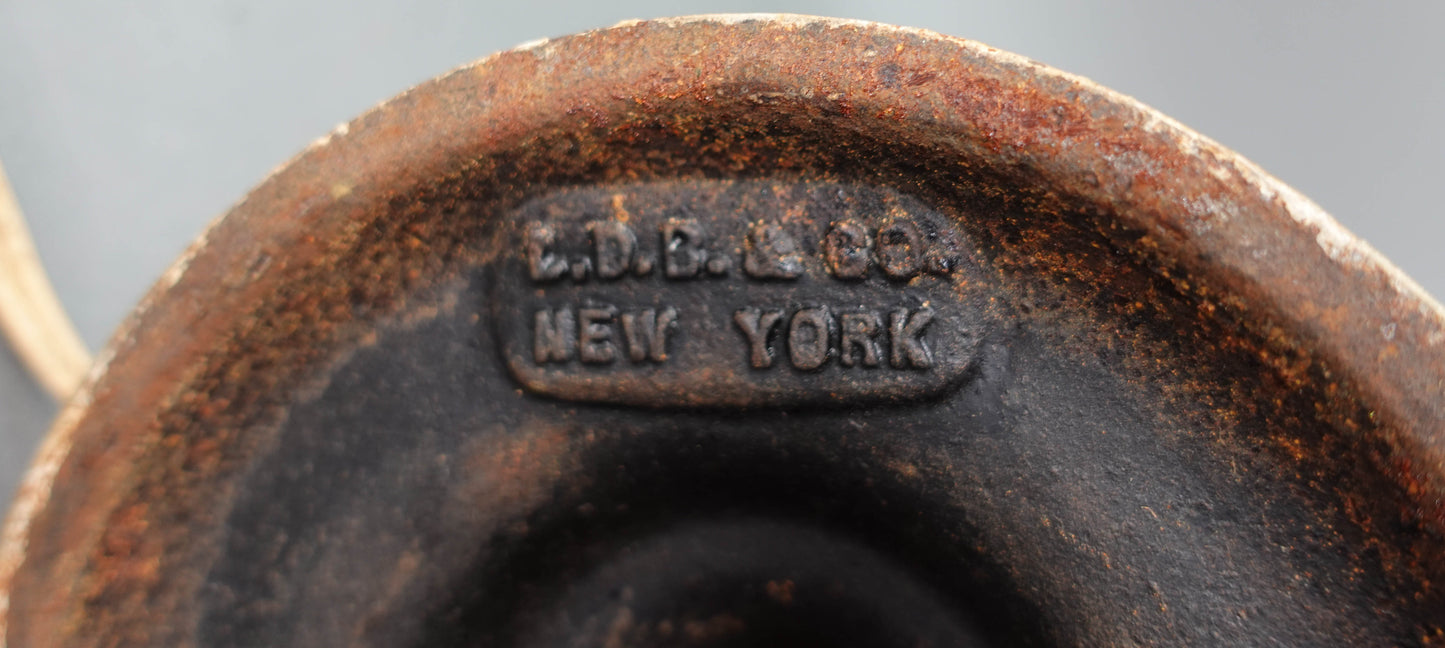 L.D.B. & CO.
NEW YORK